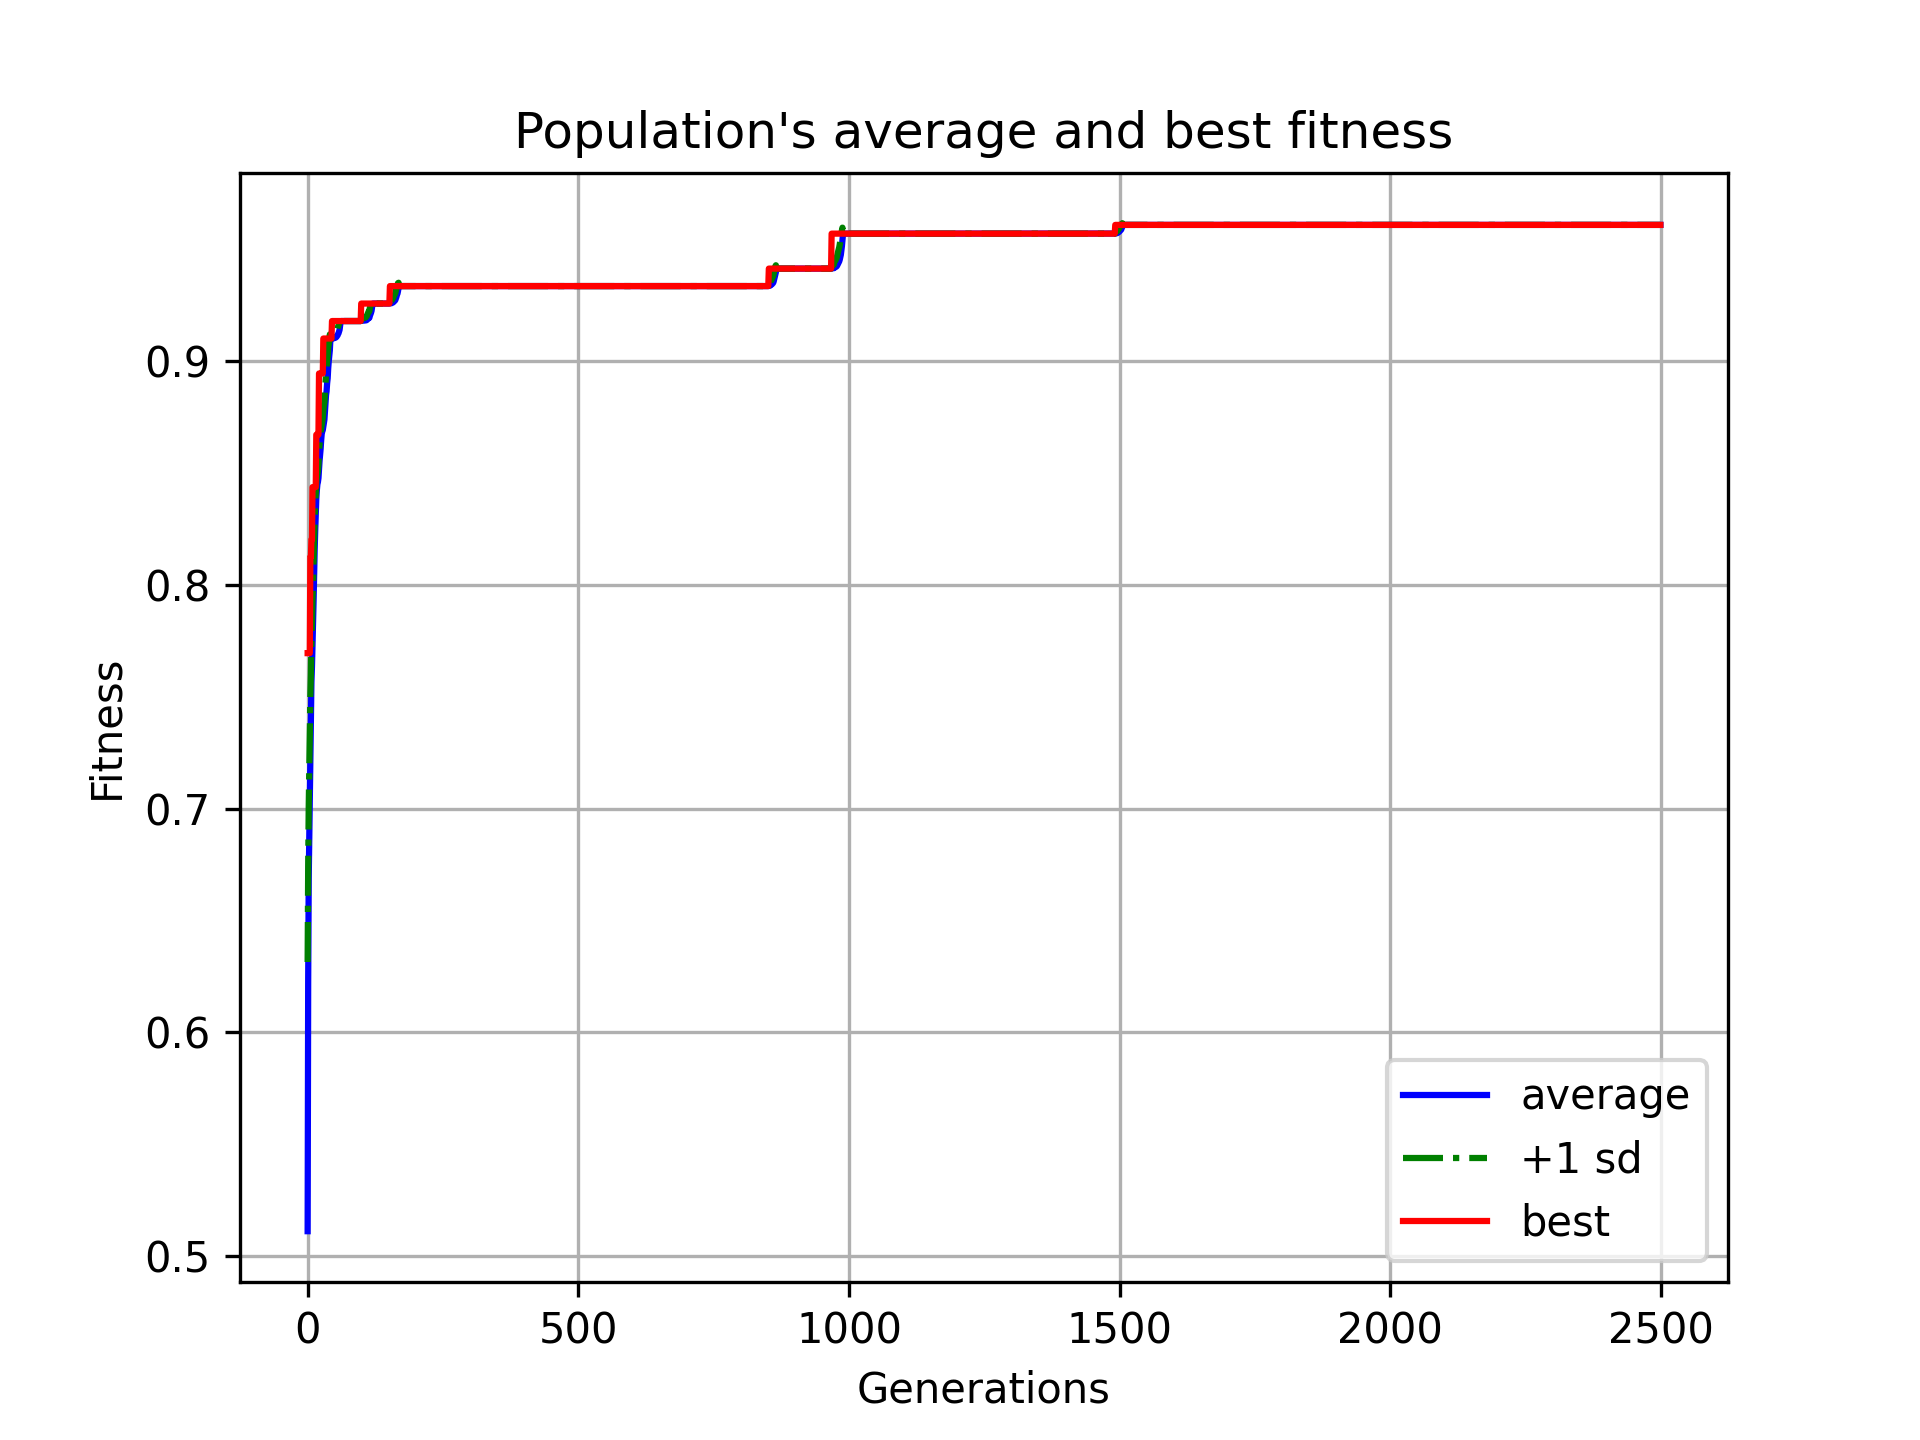 Population's average and best fitness
Fitness
0.9
0.8
0.7
0.6
0.5
0 500 1000 1500 2000 2500
Generations
average
+1 sd
best